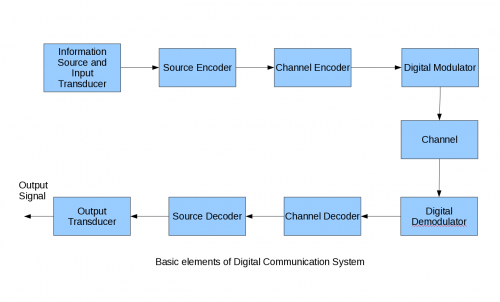 Information
Source and
Input
Transducer
Source Encoder
Channel Encoder
Digital Modulator
Channel
Output
Signal
Output
Transducer
Source Decoder
Channel Decoder
Digital
Demodulator
Basic elements of Digital Communication System